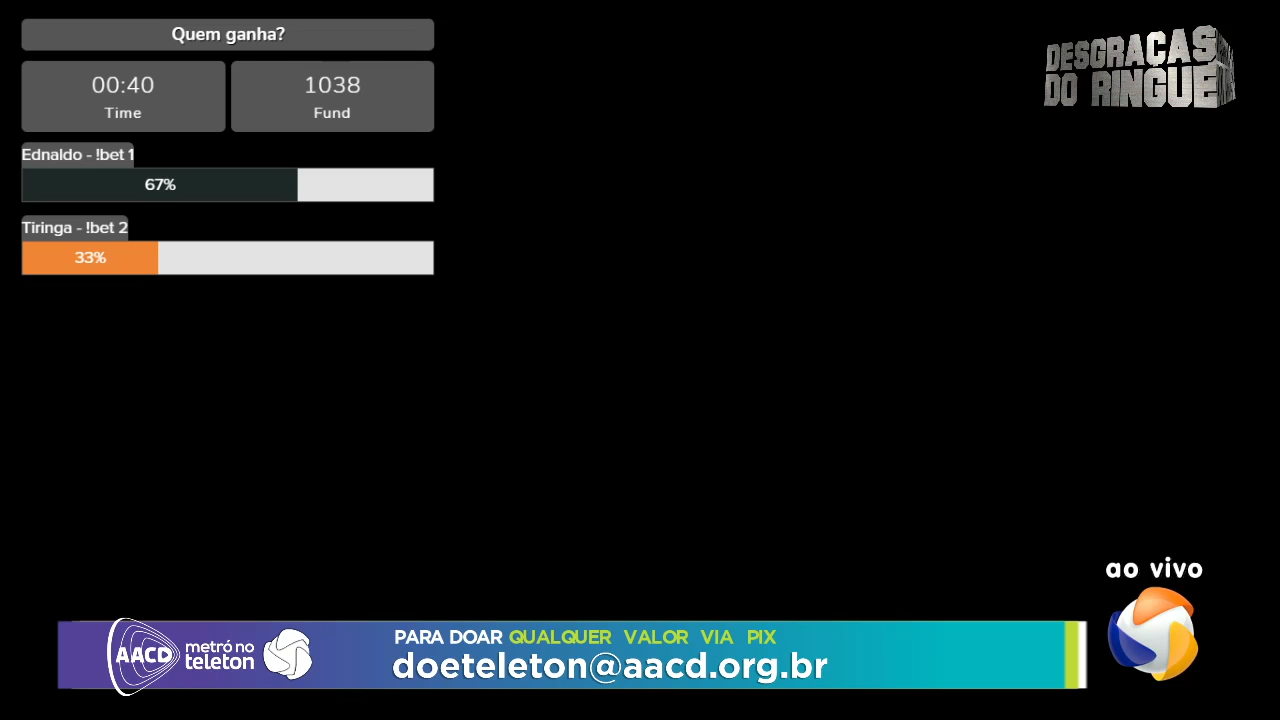 Quem ganha?
00:40
Time
1038
Fund
Ednaldo - !bet 1
67%
Tiringa - !bet 2
33%
DESGRAÇAS
DO RINGUE
ao vivo
AACD
metrô no
teleton
PARA DOAR QUALQUER VALOR VIA PIX
doeteleton@aacd.org.br